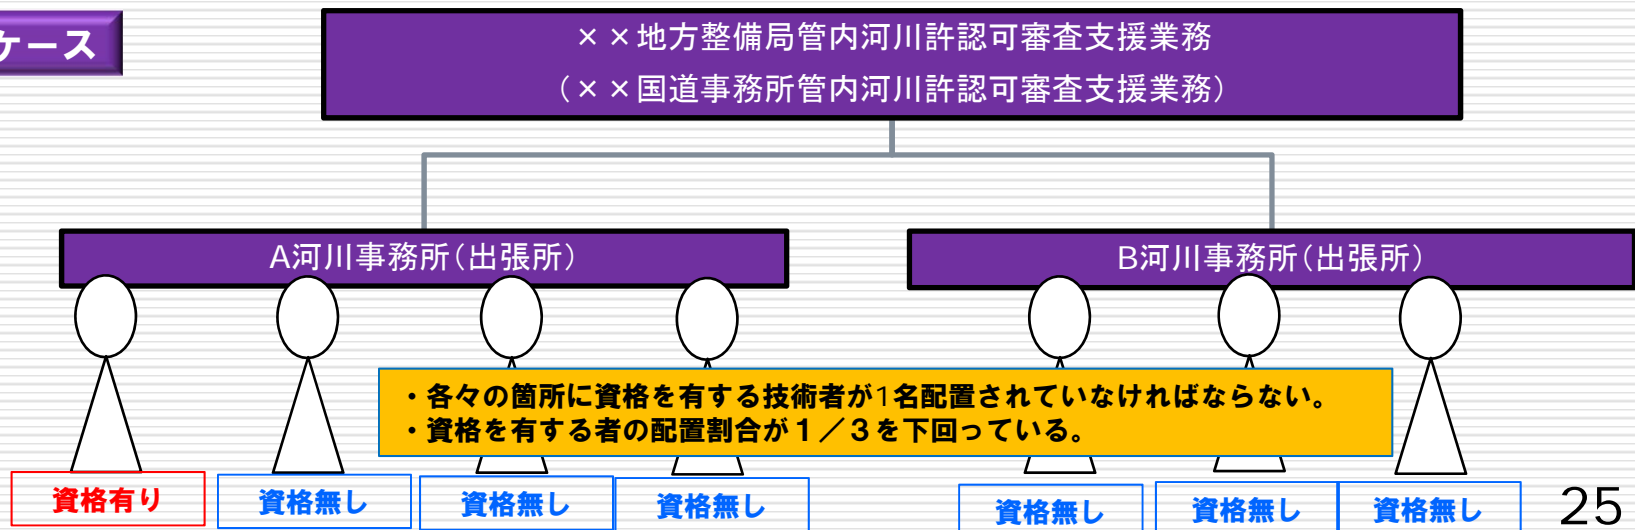 ケース
××地方整備局管内河川許認可審査支援業務
（××国道事務所管内河川許認可審査支援業務）
A河川事務所（出張所）
B河川事務所（出張所）
・各々の箇所に資格を有する技術者が1名配置されていなければならない。
・資格を有する者の配置割合が１／３を下回っている。
資格有り
資格無し
資格無し
資格無し
資格無し
資格無し
資格無し
25